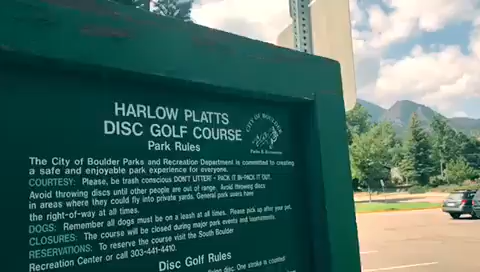 HARLOW PLATTS
DISC GOLF COURSE
Park Rules
CITY OF BOULDER
Parks & Recreation
The City of Boulder Parks and Recreation Department is committed to creating
a safe and enjoyable park experience for everyone.
COURTESY: Please, be trash conscious DON'T LITTER! - PACK IT IN-PACK IT OUT.
Avoid throwing discs until other people are out of range. Avoid throwing discs
in areas where they could fly into private yards. General park users have
the right-of-way at all times.
DOGS: Remember all dogs must be on a leash at all times. Please pick up after your pet.
CLOSURES: The course will be closed during major park events and tournaments.
RESERVATIONS: To reserve the course visit the South Boulder
Recreation Center or call 303-441-4410.
Disc Golf Rules
disc. One stroke is counted